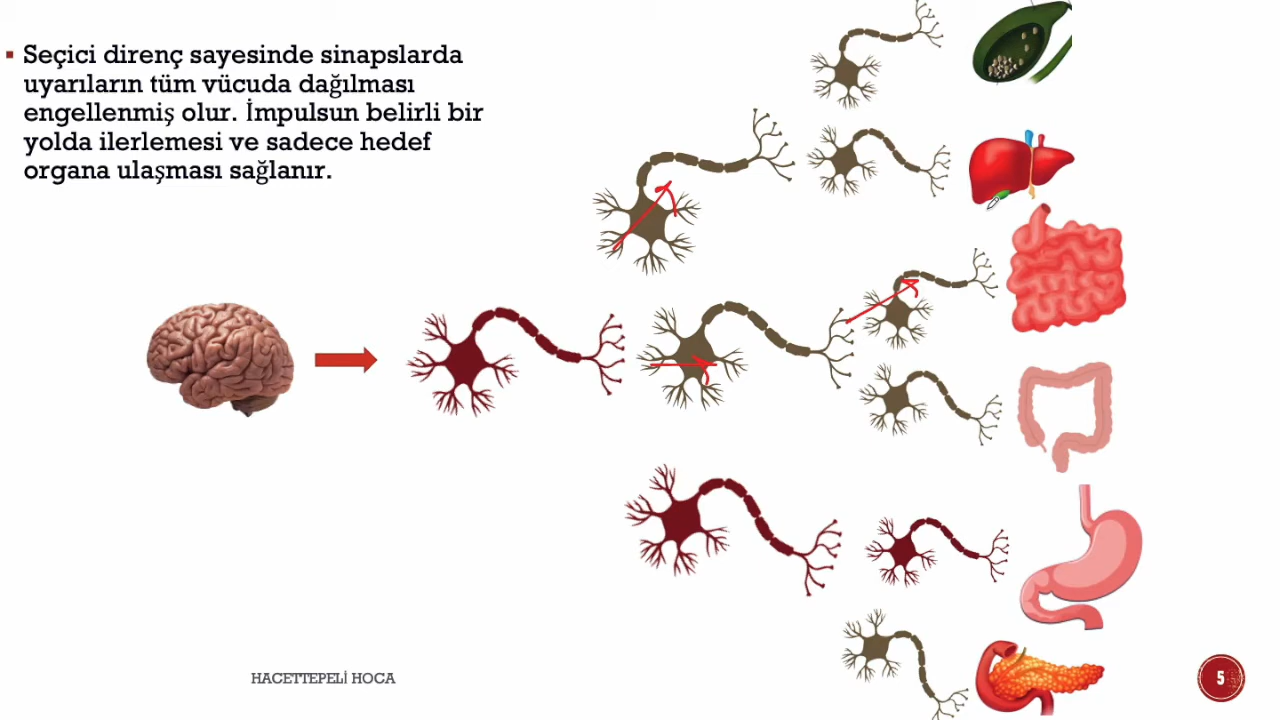 Seçici direnç sayesinde sinapslarda
uyarıların tüm vücuda dağılması
engellenmiş olur. İmpulsun belirli bir
yolda ilerlemesi ve sadece hedef
organa ulaşması sağlanır.
HACETTEPELİ HOCA
5